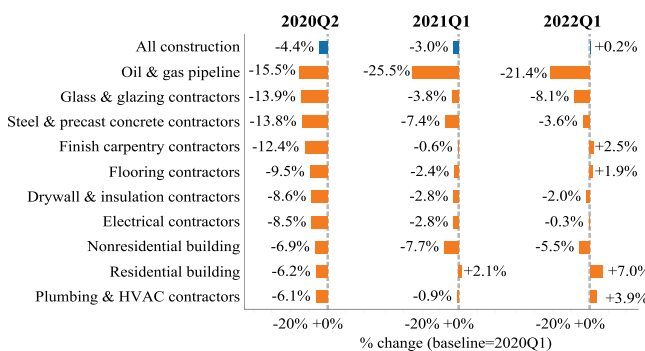 2020Q2 2021Q1 2022Q1
All construction -4.4% -3.0% +0.2%
Oil & gas pipeline -15.5% -25.5% -21.4%
Glass & glazing contractors -13.9% -3.8% -8.1%
Steel & precast concrete contractors -13.8% -7.4% -3.6%
Finish carpentry contractors -12.4% -0.6% +2.5%
Flooring contractors -9.5% -2.4% +1.9%
Drywall & insulation contractors -8.6% -2.8% -2.0%
Electrical contractors -8.5% -2.8% -0.3%
Nonresidential building -6.9% -7.7% -5.5%
Residential building -6.2% +2.1% +7.0%
Plumbing & HVAC contractors -6.1% -0.9% +3.9%
-20% +0% -20% +0% -20% +0%
% change (baseline=2020Q1)